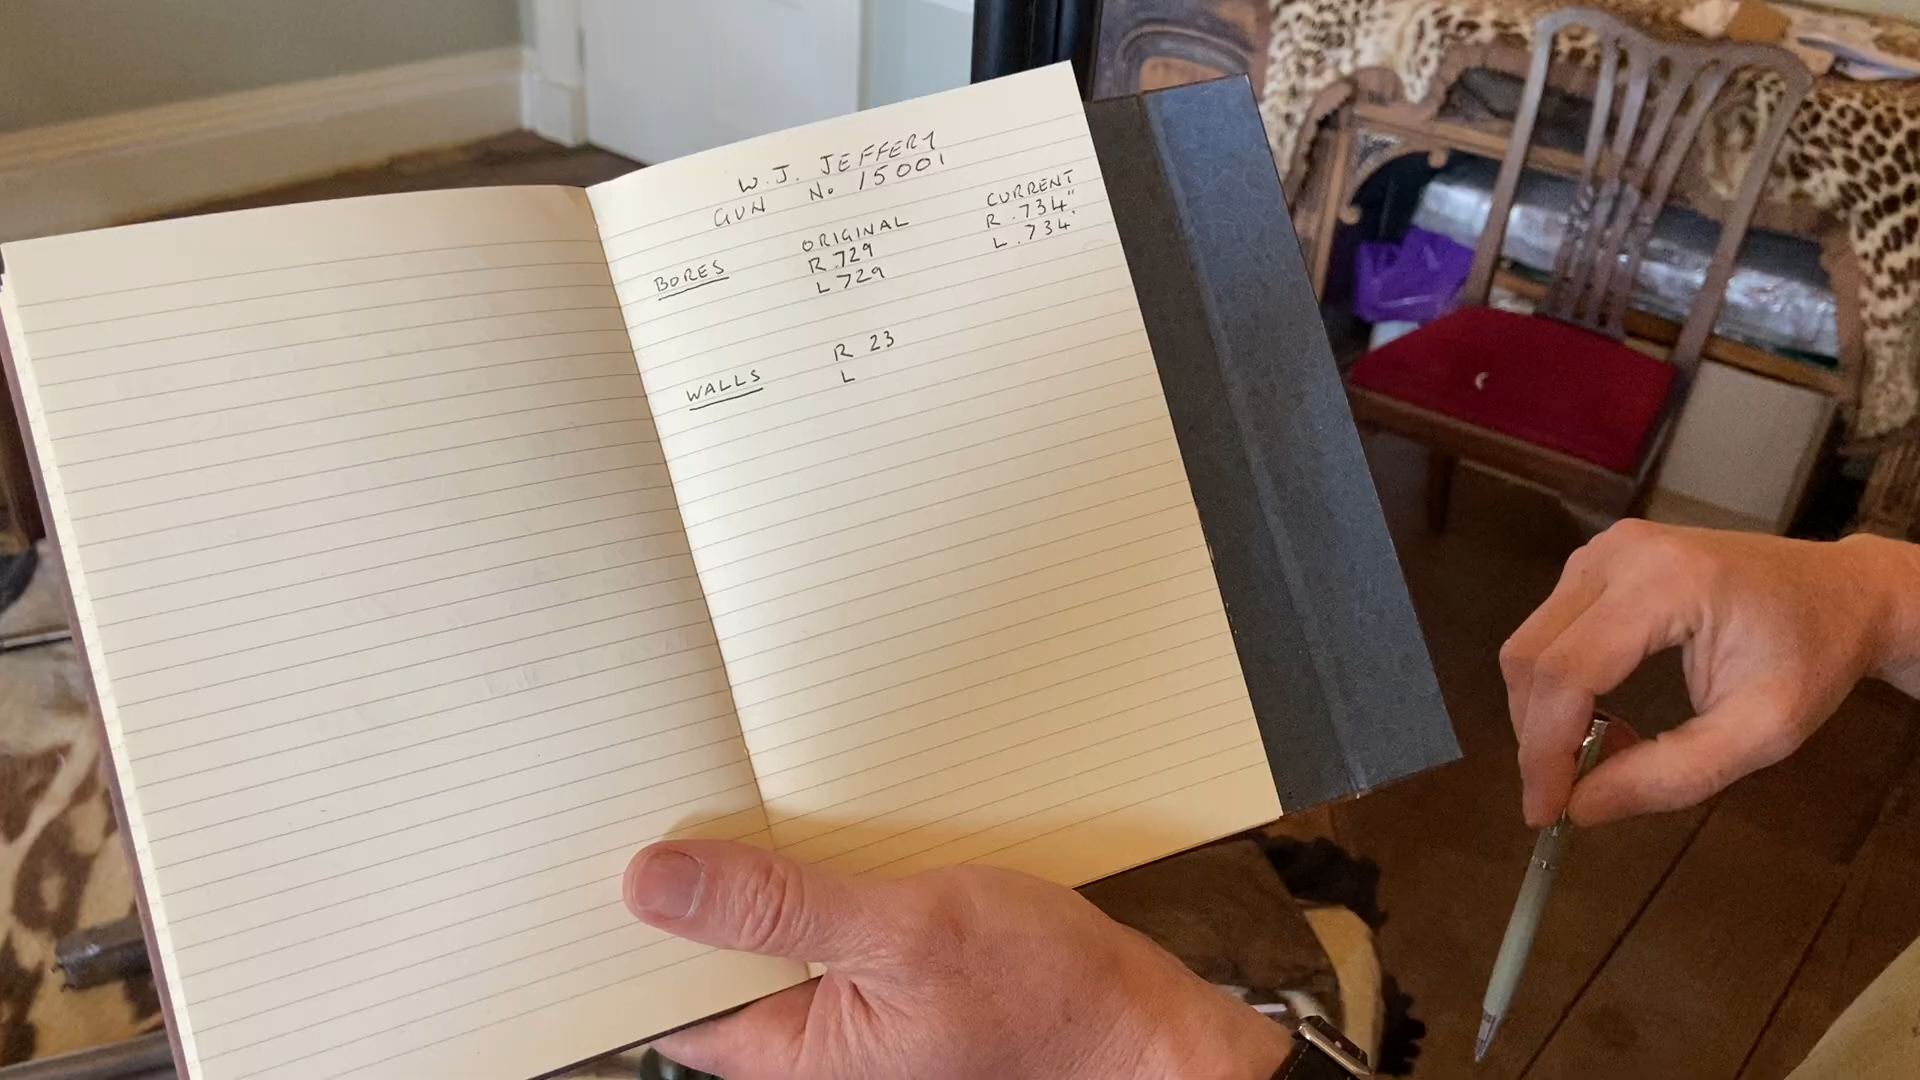 W. J. JEFFERY
GUN No 15001
ORIGINAL CURRENT
BORES R .729 R .734"
L 729 L .734"
WALLS R 23
L